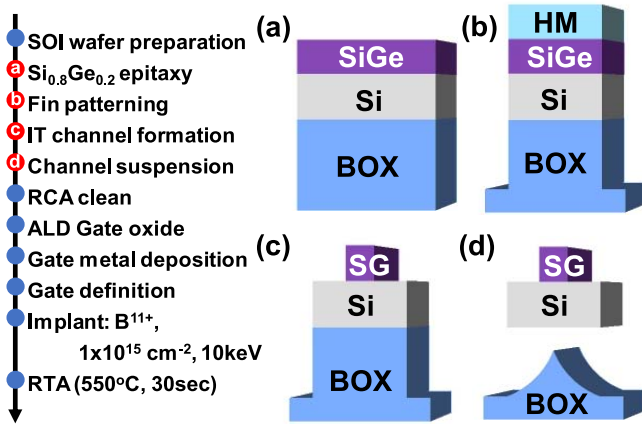 SOI wafer preparation
a Si0.8Ge0.2 epitaxy
b Fin patterning
c IT channel formation
d Channel suspension
RCA clean
ALD Gate oxide
Gate metal deposition
Gate definition
Implant: B11+,
1x10^15 cm^-2, 10keV
RTA (550oC, 30sec)
(a)
SiGe
Si
BOX
(b)
HM
SiGe
Si
BOX
(c)
SG
Si
BOX
(d)
SG
Si
BOX